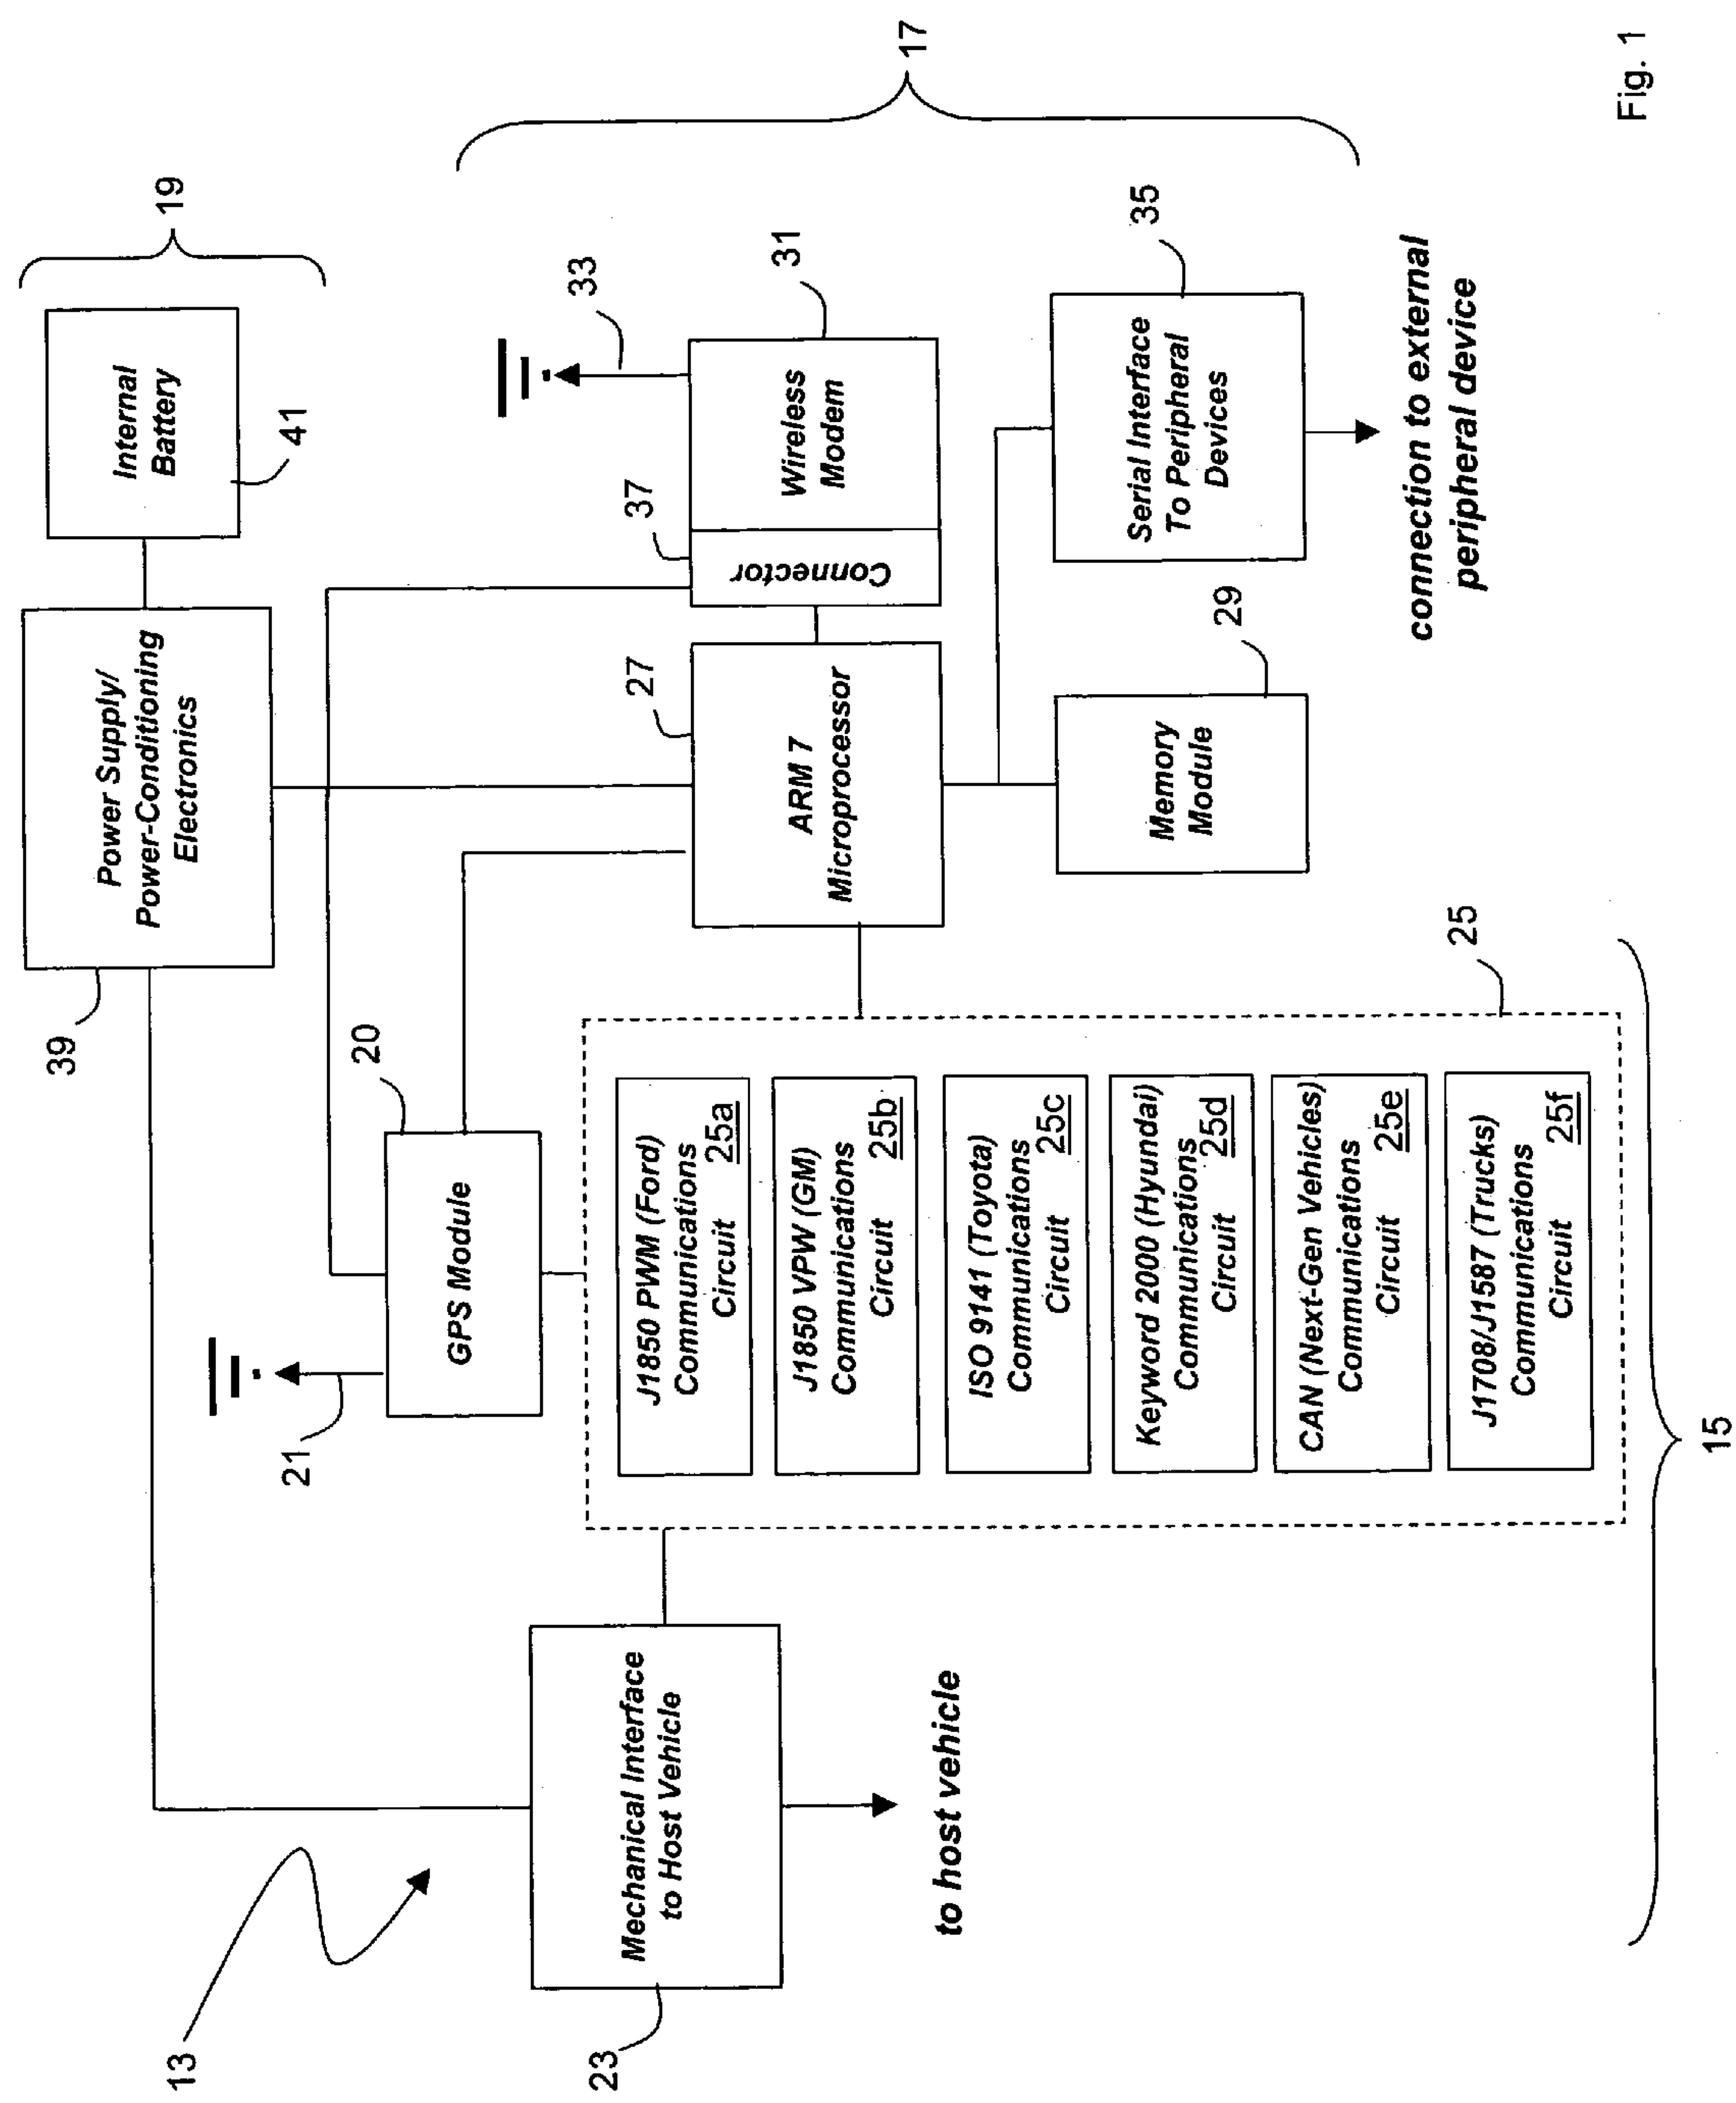 13
39
Power Supply/
Power-Conditioning
Electronics
Internal
Battery
41
19
21
20
GPS Module
33
27
ARM 7
Microprocessor
37
Connector
Wireless
Modem
31
17
23
Mechanical Interface
to Host Vehicle
to host vehicle
J1850 PWM (Ford)
Communications
Circuit 25a
J1850 VPW (GM)
Communications
Circuit 25b
ISO 9141 (Toyota)
Communications
Circuit 25c
Keyword 2000 (Hyundai)
Communications
Circuit 25d
CAN (Next-Gen Vehicles)
Communications
Circuit 25e
J1708/J1587 (Trucks)
Communications
Circuit 25f
25
Memory
Module
29
Serial Interface
To Peripheral
Devices
35
connection to external
peripheral device
15
Fig. 1